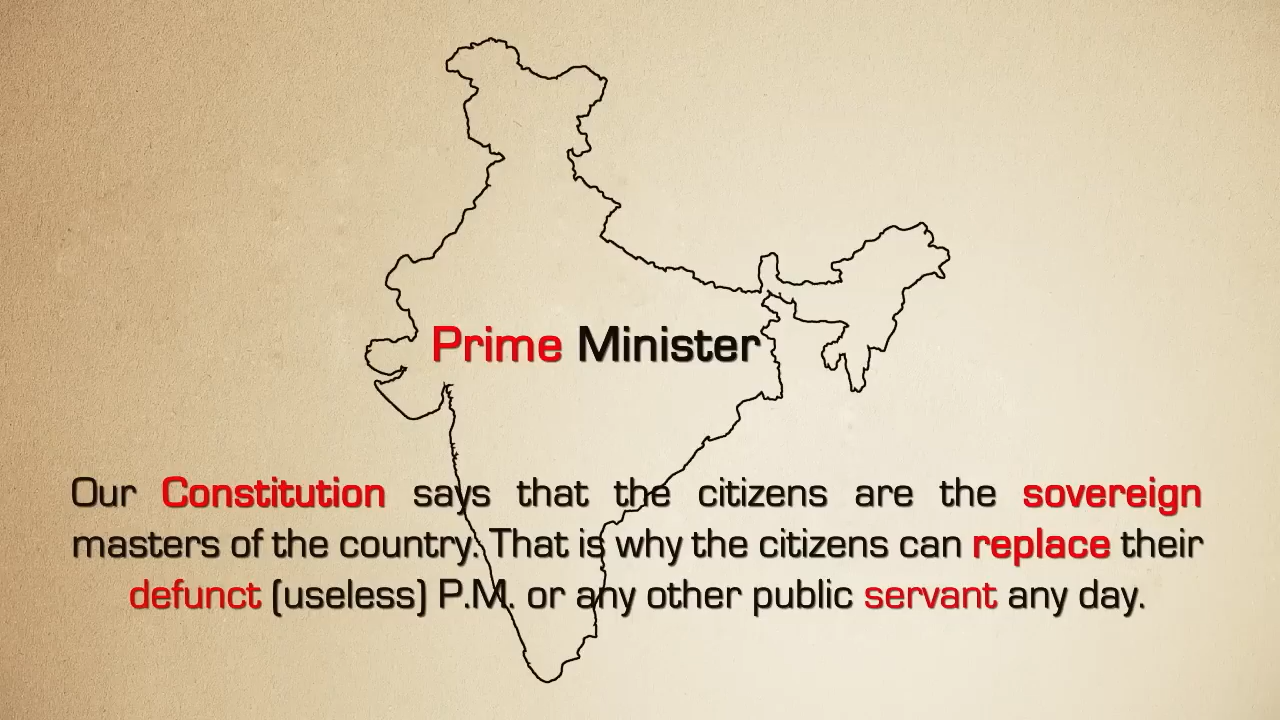 Prime Minister
Our Constitution says that the citizens are the sovereign
masters of the country. That is why the citizens can replace their
defunct (useless) P.M. or any other public servant any day.